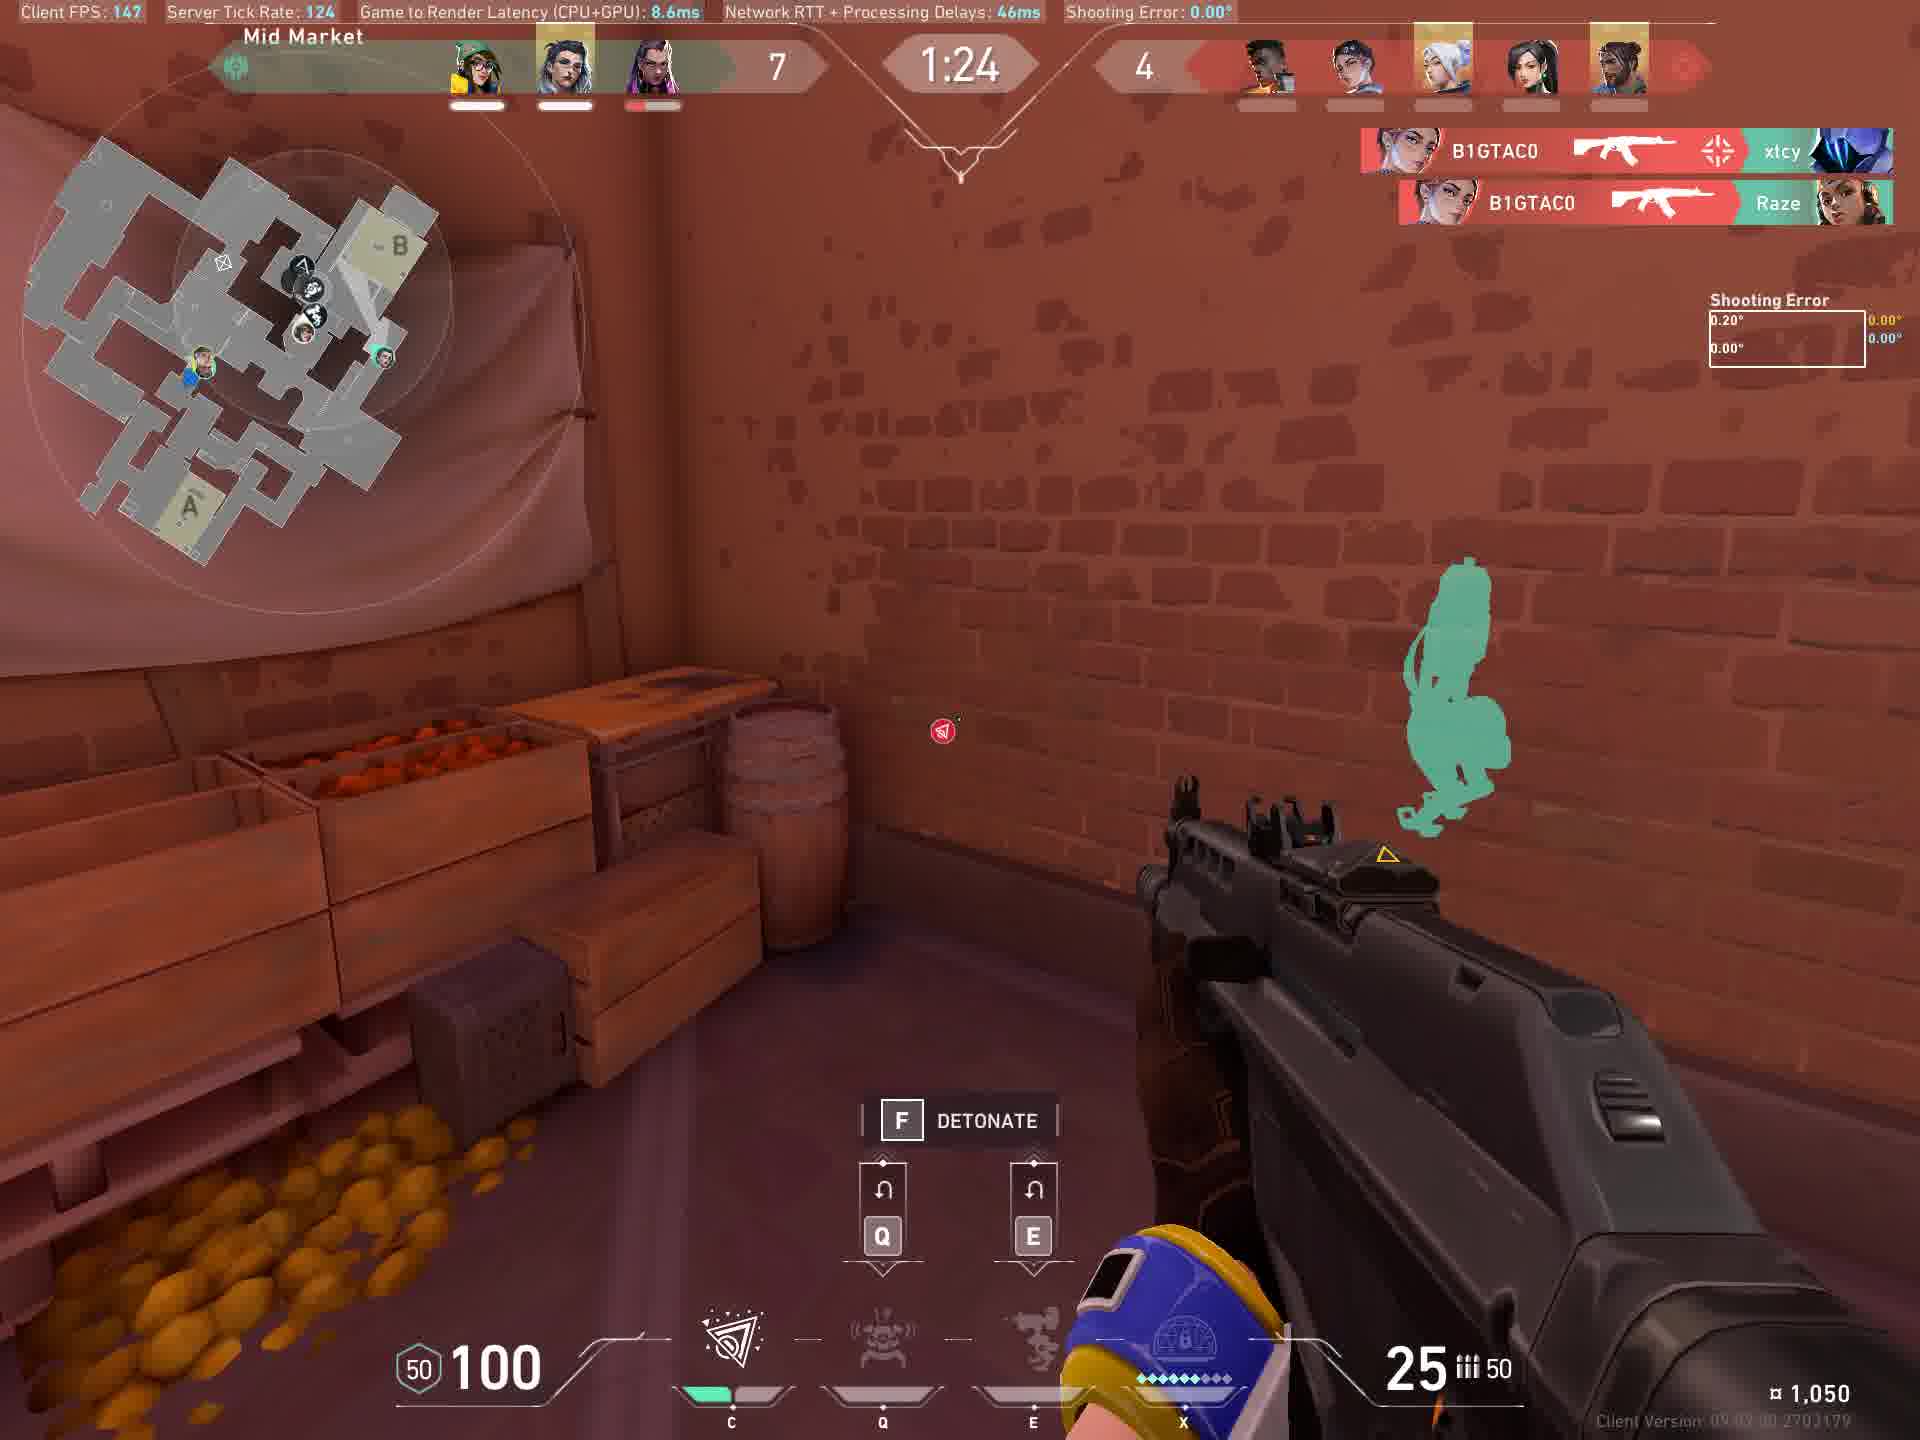 Client FPS: 147 Server Tick Rate: 124 Game to Render Latency (CPU+GPU): 8.6ms Network RTT + Processing Delays: 46ms Shooting Error: 0.00°
Mid Market
7 1:24 4
B1GTAC0 xtcy
B1GTAC0 Raze
B
A
Shooting Error
0.20° 0.00°
0.00°
0.00°
F DETONATE
Q E
50 100
25 50
¤ 1,050
C Q E X